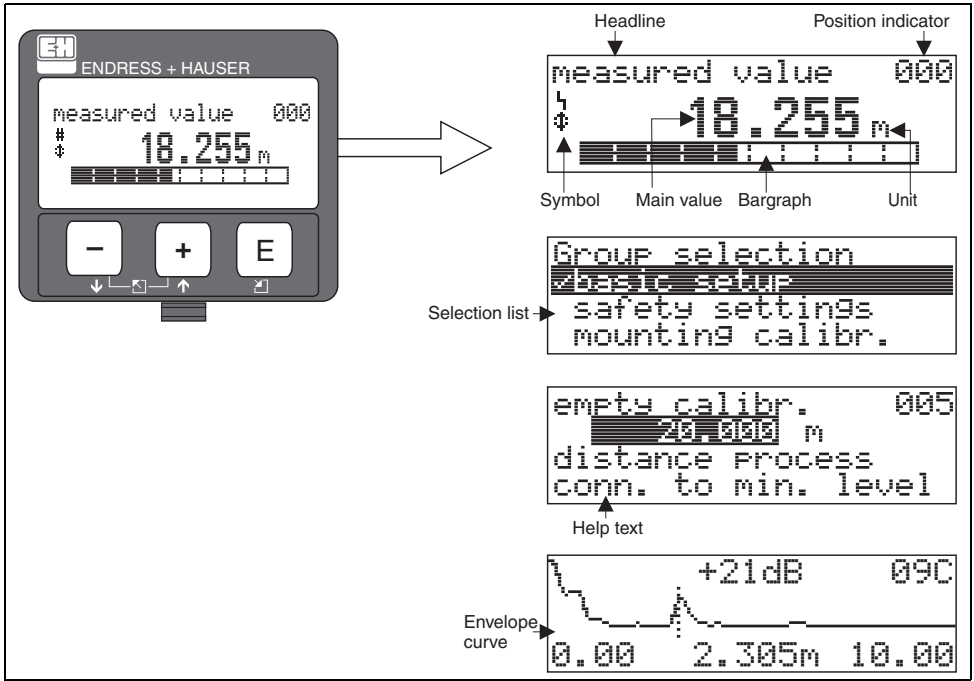 E+H
ENDRESS + HAUSER
measured value 000
18.255 m
− + E
Headline Position indicator
measured value 000
18.255 m
Symbol Main value Bargraph Unit
Group selection
✓basic setup
Selection list
safety settings
mounting calibr.
empty calibr. 005
20.000 m
distance process
conn. to min. level
Help text
+21dB 09C
Envelope
curve
0.00 2.305m 10.00